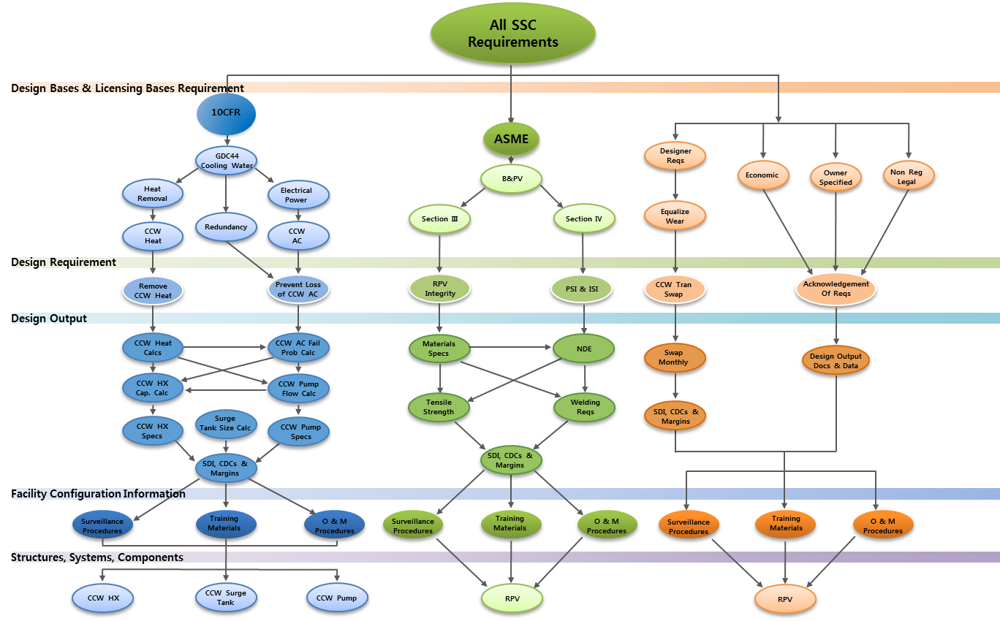 All SSC
Requirements
Design Bases & Licensing Bases Requirement
10CFR
ASME
GDC44
Cooling Water
Designer
Reqs
Economic
Owner
Specified
Non Reg
Legal
B&PV
Heat
Removal
Electrical
Power
Redundancy
CCW
Heat
CCW
AC
Section III
Section IV
Equalize
Wear
Design Requirement
Remove
CCW Heat
Prevent Loss
of CCW AC
RPV
Integrity
PSI & ISI
CCW Tran
Swap
Acknowledgement
Of Reqs
Design Output
CCW Heat
Calcs
CCW AC Fail
Prob Calc
Materials
Specs
NDE
Swap
Monthly
Design Output
Docs & Data
CCW HX
Cap. Calc
CCW Pump
Flow Calc
Tensile
Strength
Welding
Reqs
SDI, CDCs &
Margins
CCW HX
Specs
Surge
Tank Size Calc
CCW Pump
Specs
SDI, CDCs &
Margins
SDI, CDCs &
Margins
Facility Configuration Information
Surveillance
Procedures
Training
Materials
O & M
Procedures
Surveillance
Procedures
Training
Materials
O & M
Procedures
Surveillance
Procedures
Training
Materials
O & M
Procedures
Structures, Systems, Components
CCW HX
CCW Surge
Tank
CCW Pump
RPV
RPV